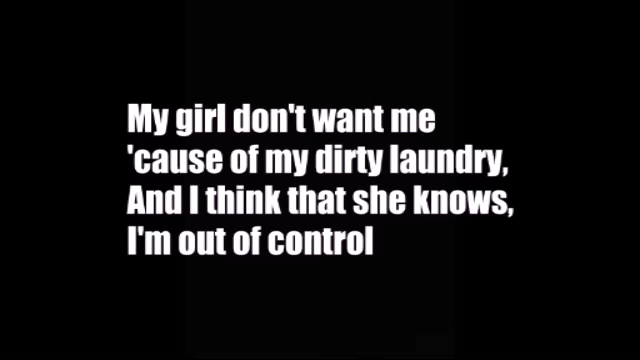 My girl don't want me
'cause of my dirty laundry,
And I think that she knows,
I'm out of control